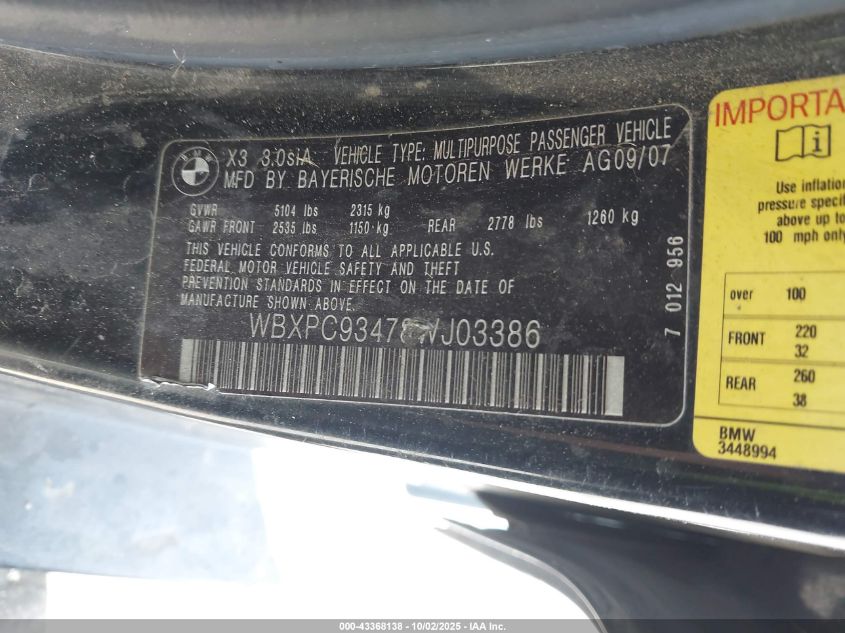 BMW
X3 3.0siA VEHICLE TYPE: MULTIPURPOSE PASSENGER VEHICLE
MFD BY BAYERISCHE MOTOREN WERKE AG09/07
GVWR 5104 lbs 2315 kg
GAWR FRONT 2535 lbs 1150 kg REAR 2778 lbs 1260 kg
THIS VEHICLE CONFORMS TO ALL APPLICABLE U.S.
FEDERAL MOTOR VEHICLE SAFETY AND THEFT
PREVENTION STANDARDS IN EFFECT ON THE DATE OF
MANUFACTURE SHOWN ABOVE.
WBXPC93478WJ03386
7 012 956
IMPORTA
i
Use inflation
pressure specif
above up to
100 mph only
over 100
FRONT 220
32
REAR 260
38
BMW
3448994
000-43368138 - 10/02/2025 - IAA Inc.